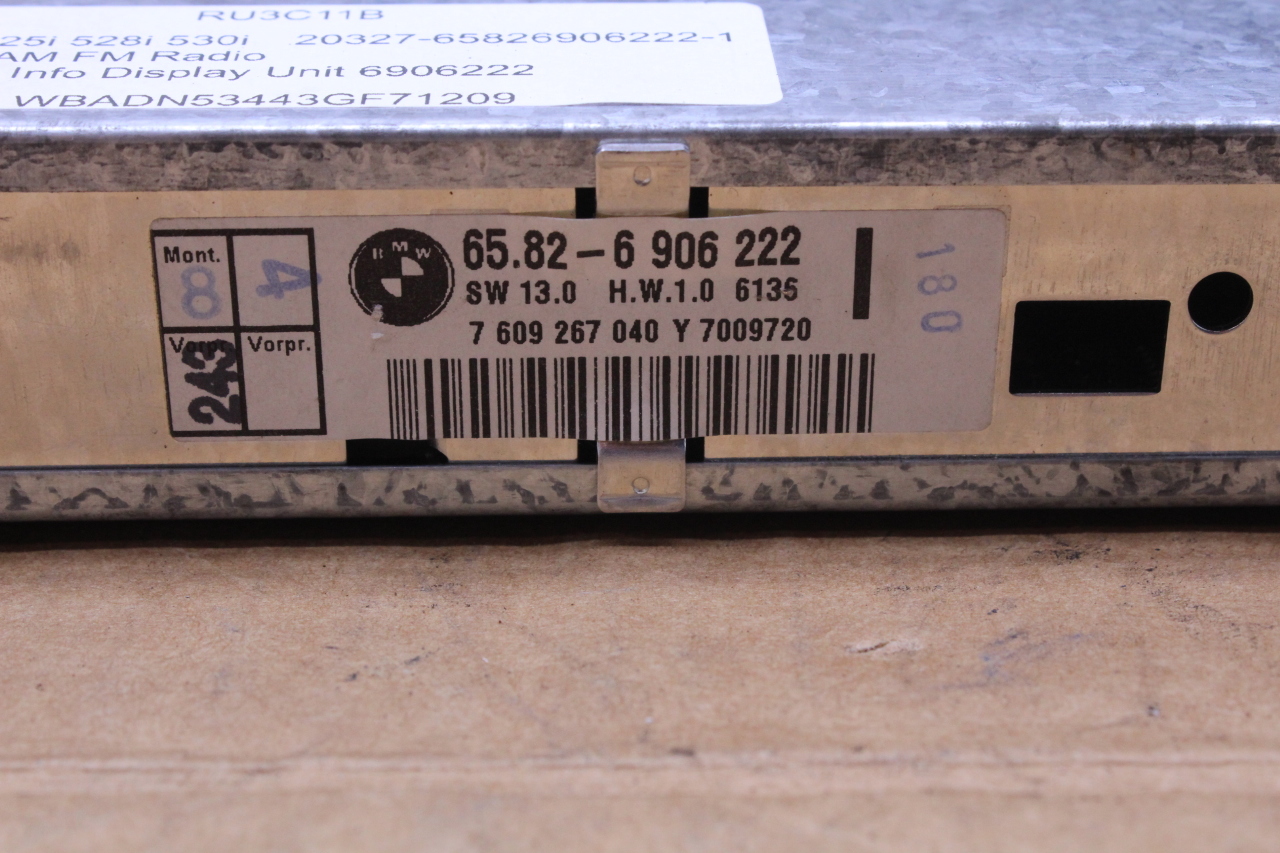 RU3C11B
25i 528i 530i 20327-65826906222-1
AM FM Radio
Info Display Unit 6906222
WBADN53443GF71209
Mont.
8
4
Vorpr.
243
Vorpr.
BMW
65.82-6 906 222
SW 13.0 H.W.1.0 6135
7 609 267 040 Y 7009720
180